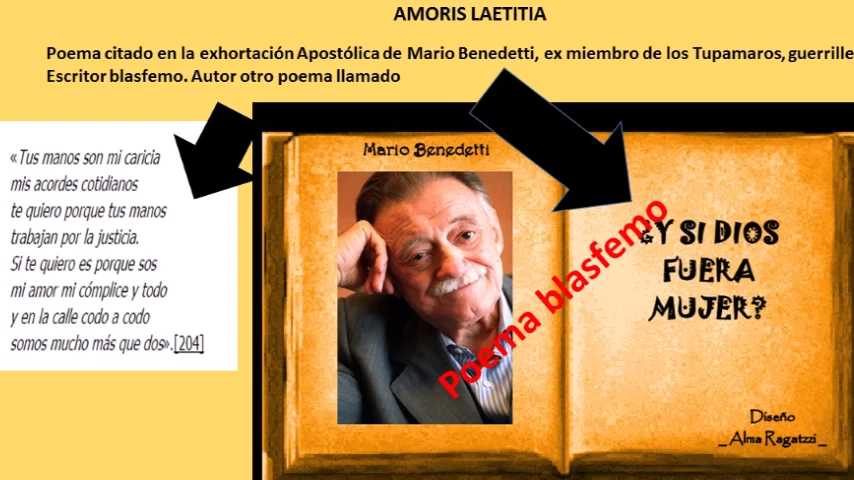 AMORIS LAETITIA
Poema citado en la exhortación Apostólica de Mario Benedetti, ex miembro de los Tupamaros, guerrille
Escritor blasfemo. Autor otro poema llamado
«Tus manos son mi caricia
mis acordes cotidianos
te quiero porque tus manos
trabajan por la justicia.
Si te quiero es porque sos
mi amor mi cómplice y todo
y en la calle codo a codo
somos mucho más que dos».[204]
Mario Benedetti
Poema blasfemo
¿Y SI DIOS
FUERA
MUJER?
Diseño
_Alma Ragatzzi_